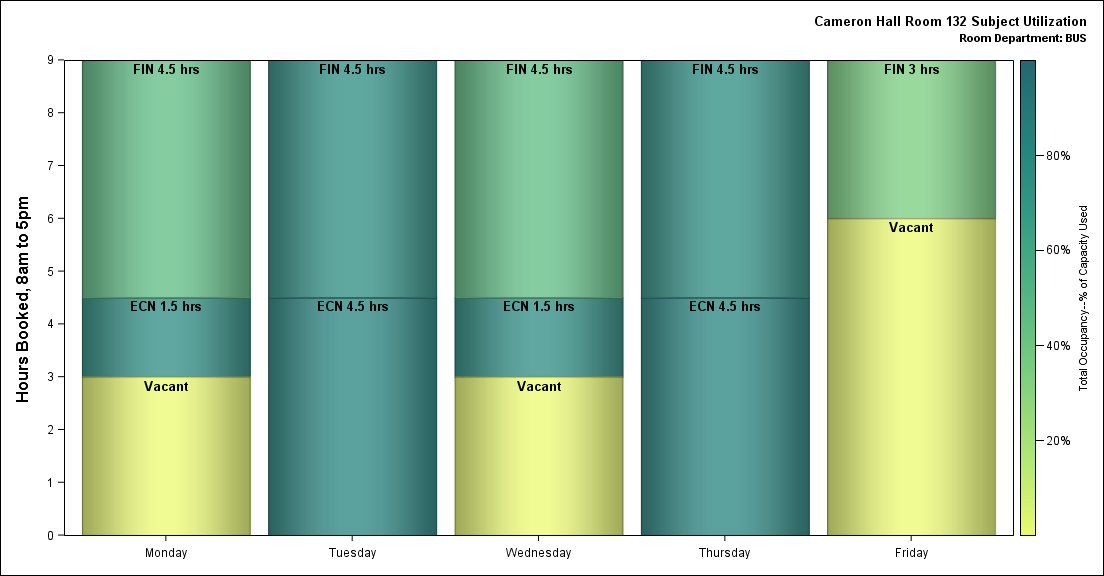 Cameron Hall Room 132 Subject Utilization
Room Department: BUS
9
8
7
6
5
4
3
2
1
0
Hours Booked, 8am to 5pm
FIN 4.5 hrs
ECN 1.5 hrs
Vacant
FIN 4.5 hrs
ECN 4.5 hrs
FIN 4.5 hrs
ECN 1.5 hrs
Vacant
FIN 4.5 hrs
ECN 4.5 hrs
FIN 3 hrs
Vacant
Monday
Tuesday
Wednesday
Thursday
Friday
80%
60%
40%
20%
Total Occupancy--% of Capacity Used